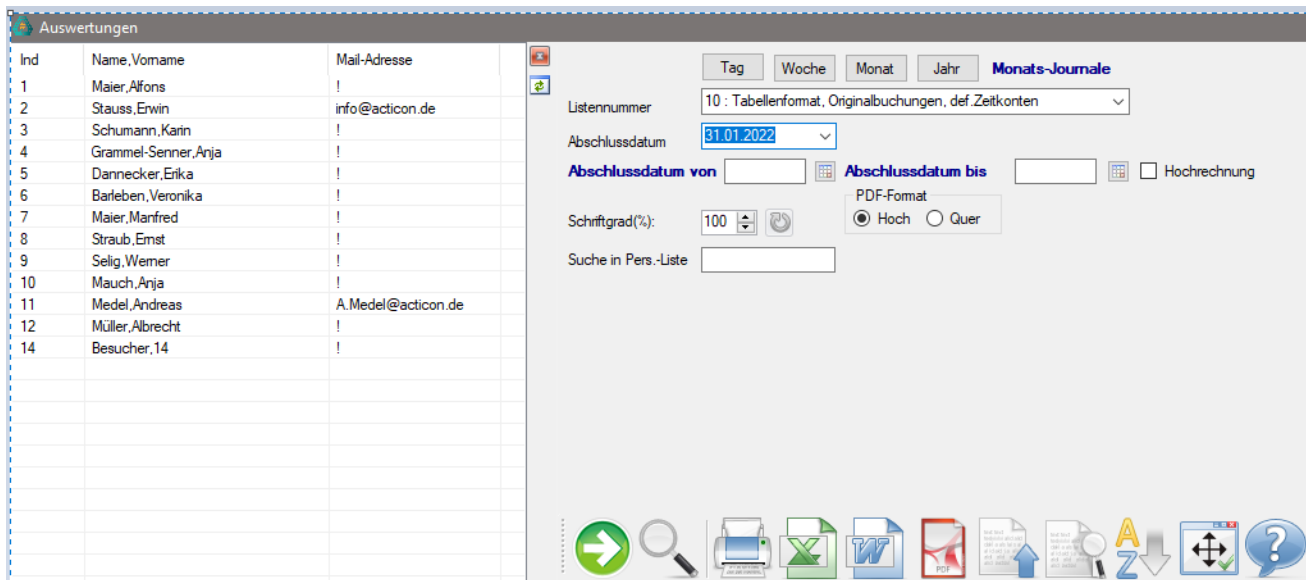 Auswertungen
Ind Name,Vorname Mail-Adresse
1 Maier,Alfons !
2 Stauss,Erwin info@acticon.de
3 Schumann,Karin !
4 Grammel-Senner,Anja !
5 Dannecker,Erika !
6 Barleben,Veronika !
7 Maier,Manfred !
8 Straub,Ernst !
9 Selig,Werner !
10 Mauch,Anja !
11 Medel,Andreas A.Medel@acticon.de
12 Müller,Albrecht !
14 Besucher,14 !
Tag Woche Monat Jahr Monats-Journale
Listennummer 10 : Tabellenformat, Originalbuchungen, def.Zeitkonten
Abschlussdatum 31.01.2022
Abschlussdatum von Abschlussdatum bis Hochrechnung
PDF-Format
Schriftgrad(%): 100 Hoch Quer
Suche in Pers.-Liste
X W PDF A Z ?